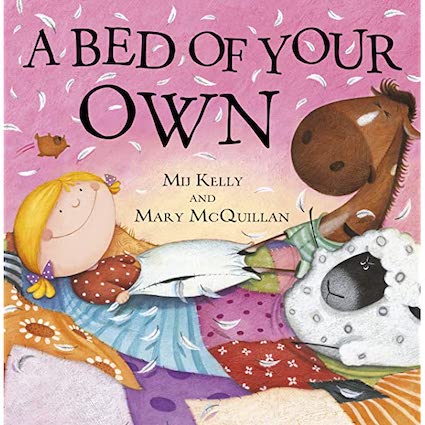 A BED OF YOUR
OWN
MIJ KELLY
AND
MARY MCQUILLAN